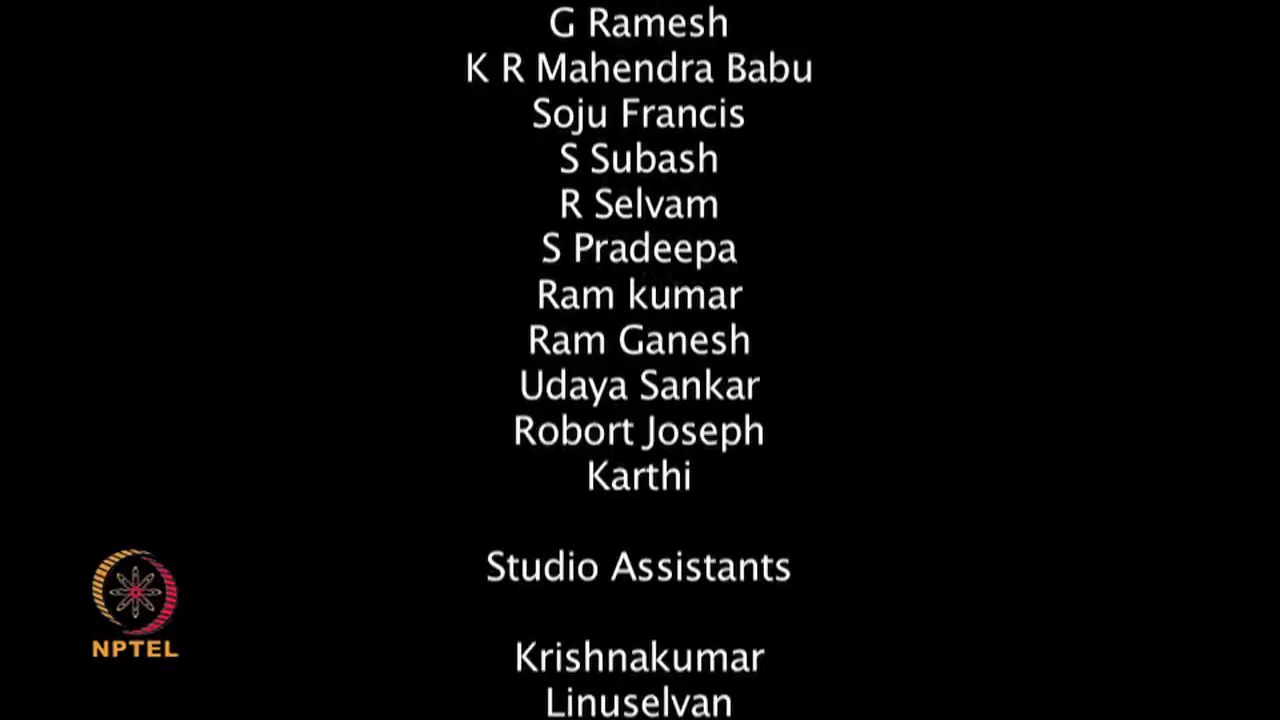 G Ramesh
K R Mahendra Babu
Soju Francis
S Subash
R Selvam
S Pradeepa
Ram kumar
Ram Ganesh
Udaya Sankar
Robort Joseph
Karthi
Studio Assistants
NPTEL
Krishnakumar
Linuselvan